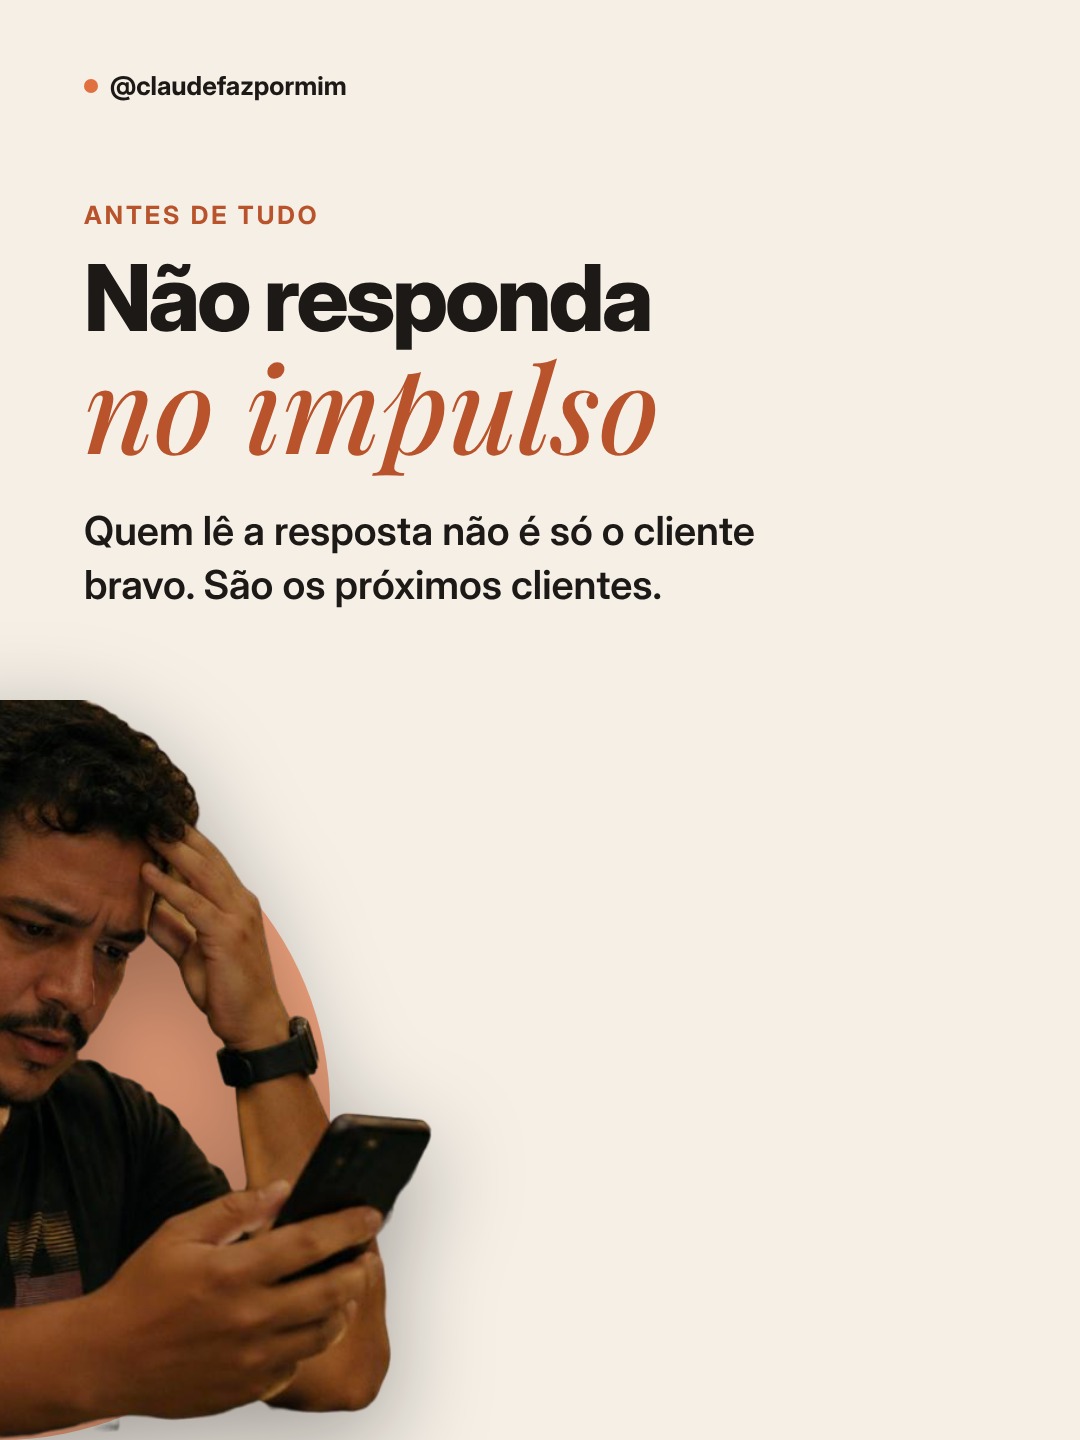 @claudefazpormim
ANTES DE TUDO
Não responda
no impulso
Quem lê a resposta não é só o cliente
bravo. São os próximos clientes.